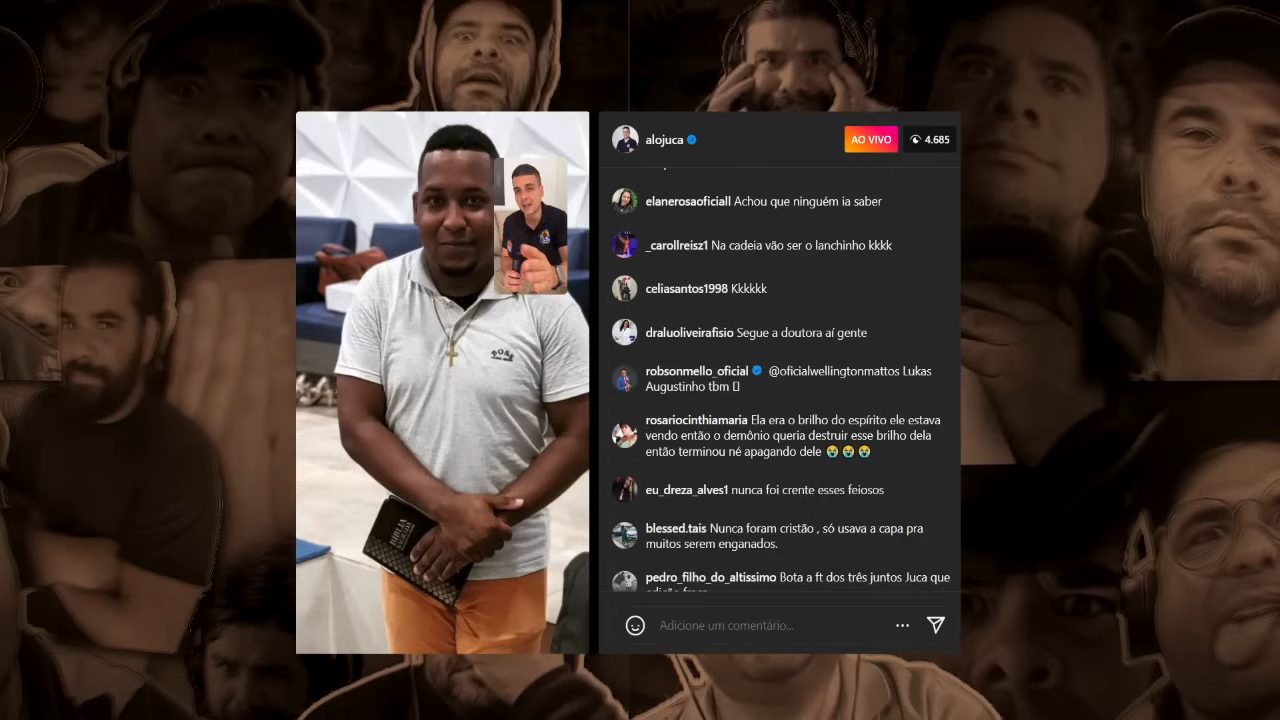 alojuca
AO VIVO
4.685
elanerosaoficiall Achou que ninguém ia saber
_carollreisz1 Na cadeia vão ser o lanchinho kkkk
celiasantos1998 Kkkkkk
draluoliveirafisio Segue a doutora aí gente
robsonmello_oficial @oficialwellingtonmattos Lukas
Augustinho tbm
rosariocinthiamaria Ela era o brilho do espírito ele estava
vendo então o demônio queria destruir esse brilho dela
então terminou né apagando dele 😭 😭 😭
eu_dreza_alves1 nunca foi crente esses feiosos
blessed.tais Nunca foram cristão , só usava a capa pra
muitos serem enganados.
pedro_filho_do_altissimo Bota a ft dos três juntos Juca que
Adicione um comentário...